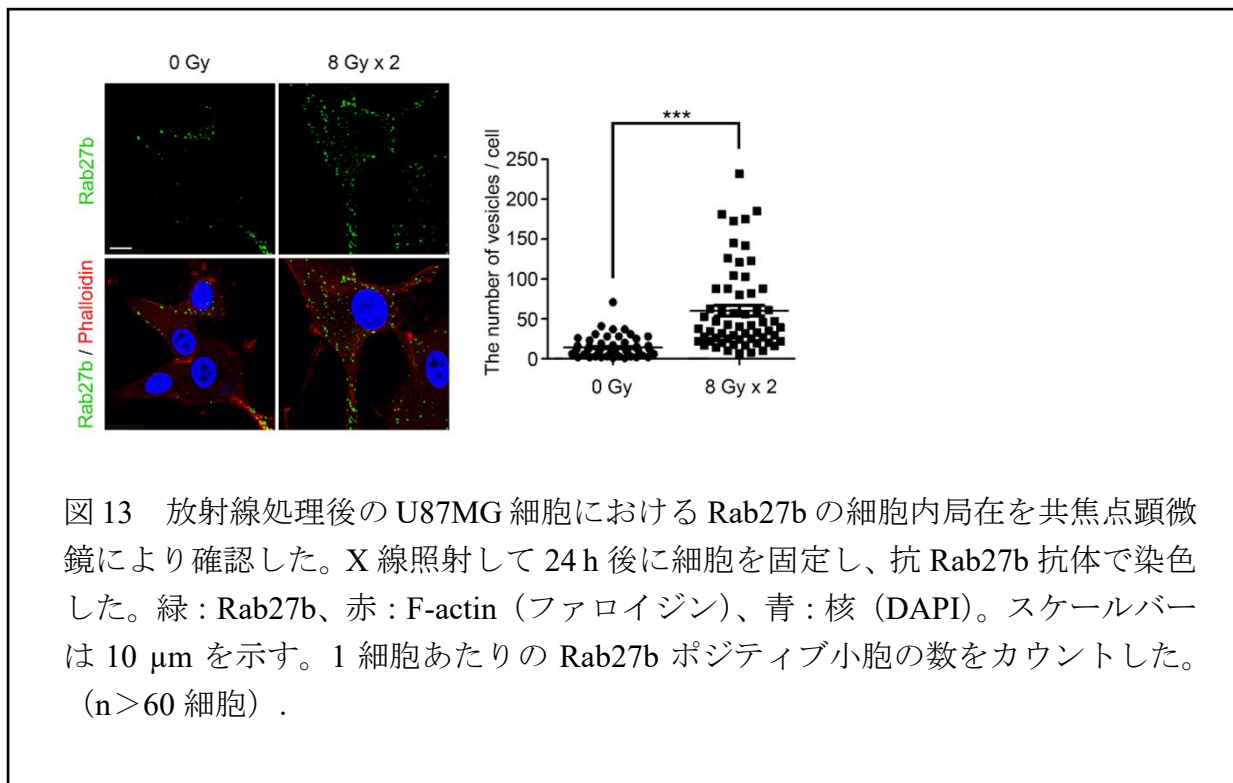 0 Gy
8 Gy x 2
Rab27b
Rab27b / Phalloidin
***
The number of vesicles / cell
250
200
150
100
50
0
0 Gy
8 Gy x 2
図 13 放射線処理後の U87MG 細胞における Rab27b の細胞内局在を共焦点顕微
鏡により確認した。X 線照射して 24 h 後に細胞を固定し、抗 Rab27b 抗体で染色
した。緑：Rab27b、赤：F-actin（ファロイジン）、青：核（DAPI）。スケールバー
は 10 μm を示す。1 細胞あたりの Rab27b ポジティブ小胞の数をカウントした。
（n＞60 細胞）.